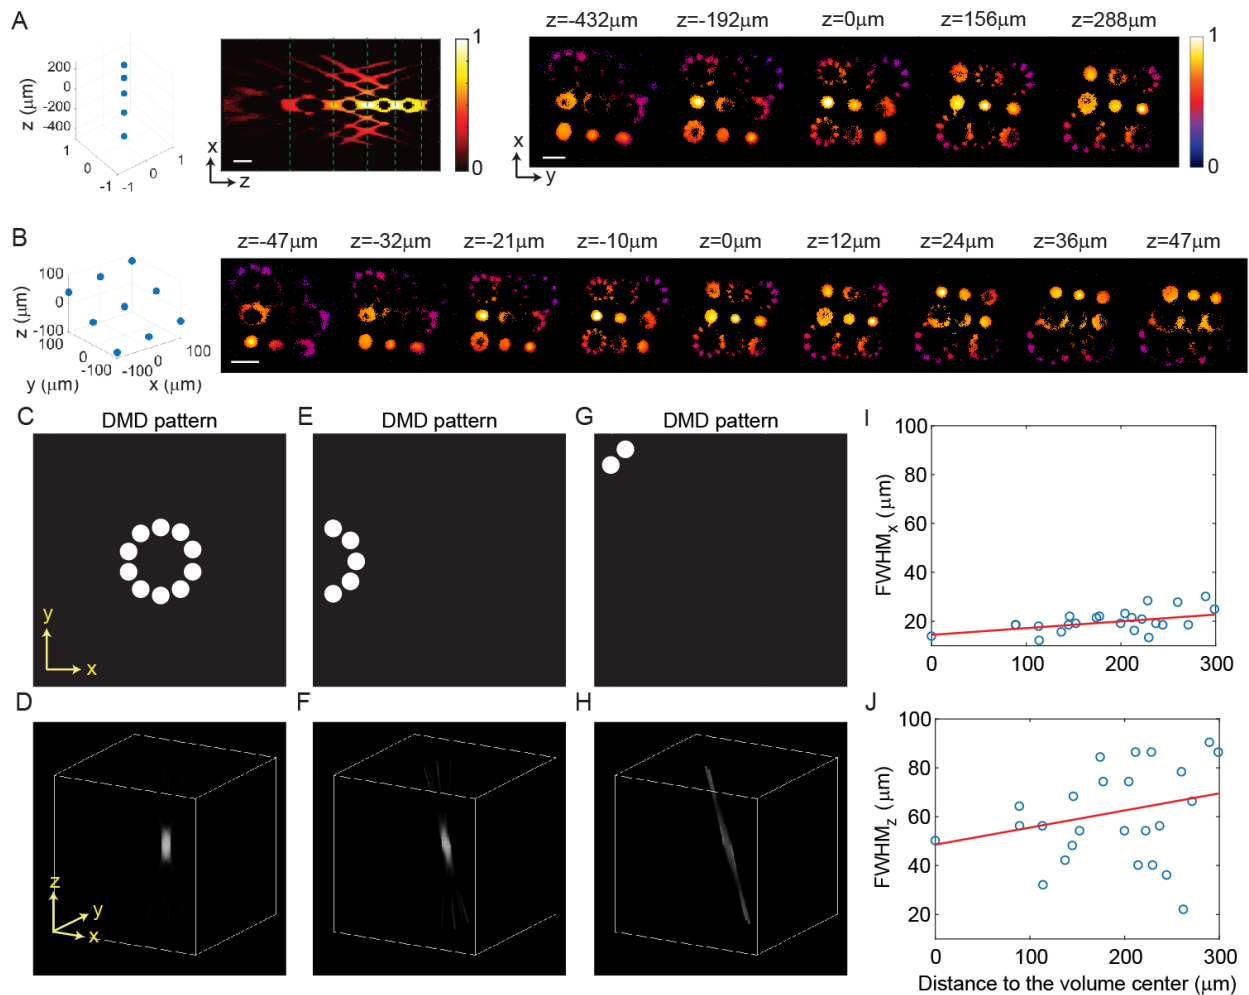 A
z (μm)
200
0
-200
-400
1
0
-1
-1
0
1
x
z
1
0
z=-432μm
z=-192μm
z=0μm
z=156μm
z=288μm
x
y
1
0
B
z (μm)
100
0
-100
100
0
-100
-100
0
100
y (μm)
x (μm)
z=-47μm
z=-32μm
z=-21μm
z=-10μm
z=0μm
z=12μm
z=24μm
z=36μm
z=47μm
C
DMD pattern
y
x
E
DMD pattern
G
DMD pattern
I
FWHMx (μm)
100
80
60
40
20
0
100
200
300
D
z
y
x
F
H
J
FWHMz (μm)
100
80
60
40
20
0
100
200
300
Distance to the volume center (μm)